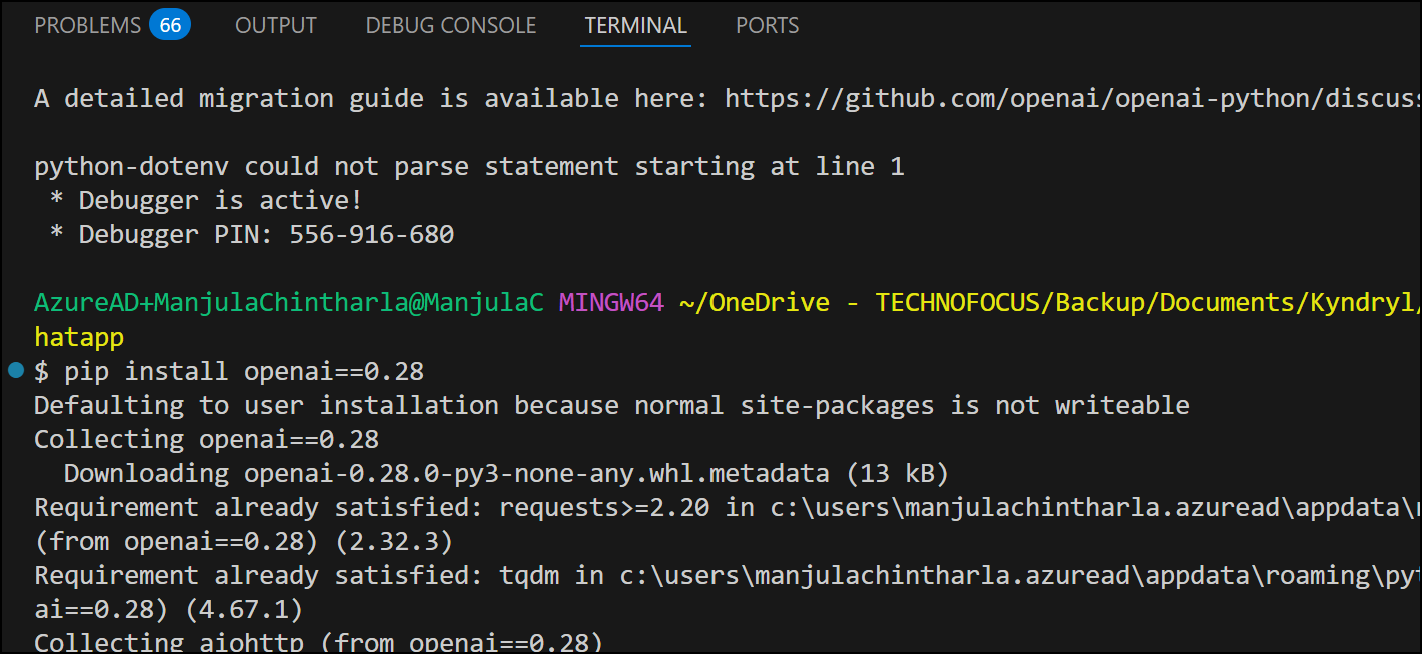 PROBLEMS 66 OUTPUT DEBUG CONSOLE TERMINAL PORTS
A detailed migration guide is available here: https://github.com/openai/openai-python/discuss
python-dotenv could not parse statement starting at line 1
* Debugger is active!
* Debugger PIN: 556-916-680
AzureAD+ManjulaChintharla@ManjulaC MINGW64 ~/OneDrive - TECHNOFOCUS/Backup/Documents/Kyndryl/
hatapp
$ pip install openai==0.28
Defaulting to user installation because normal site-packages is not writeable
Collecting openai==0.28
Downloading openai-0.28.0-py3-none-any.whl.metadata (13 kB)
Requirement already satisfied: requests>=2.20 in c:\users\manjulachintharla.azuread\appdata\r
(from openai==0.28) (2.32.3)
Requirement already satisfied: tqdm in c:\users\manjulachintharla.azuread\appdata\roaming\pyt
ai==0.28) (4.67.1)
Collecting aiohttp (from openai==0.28)